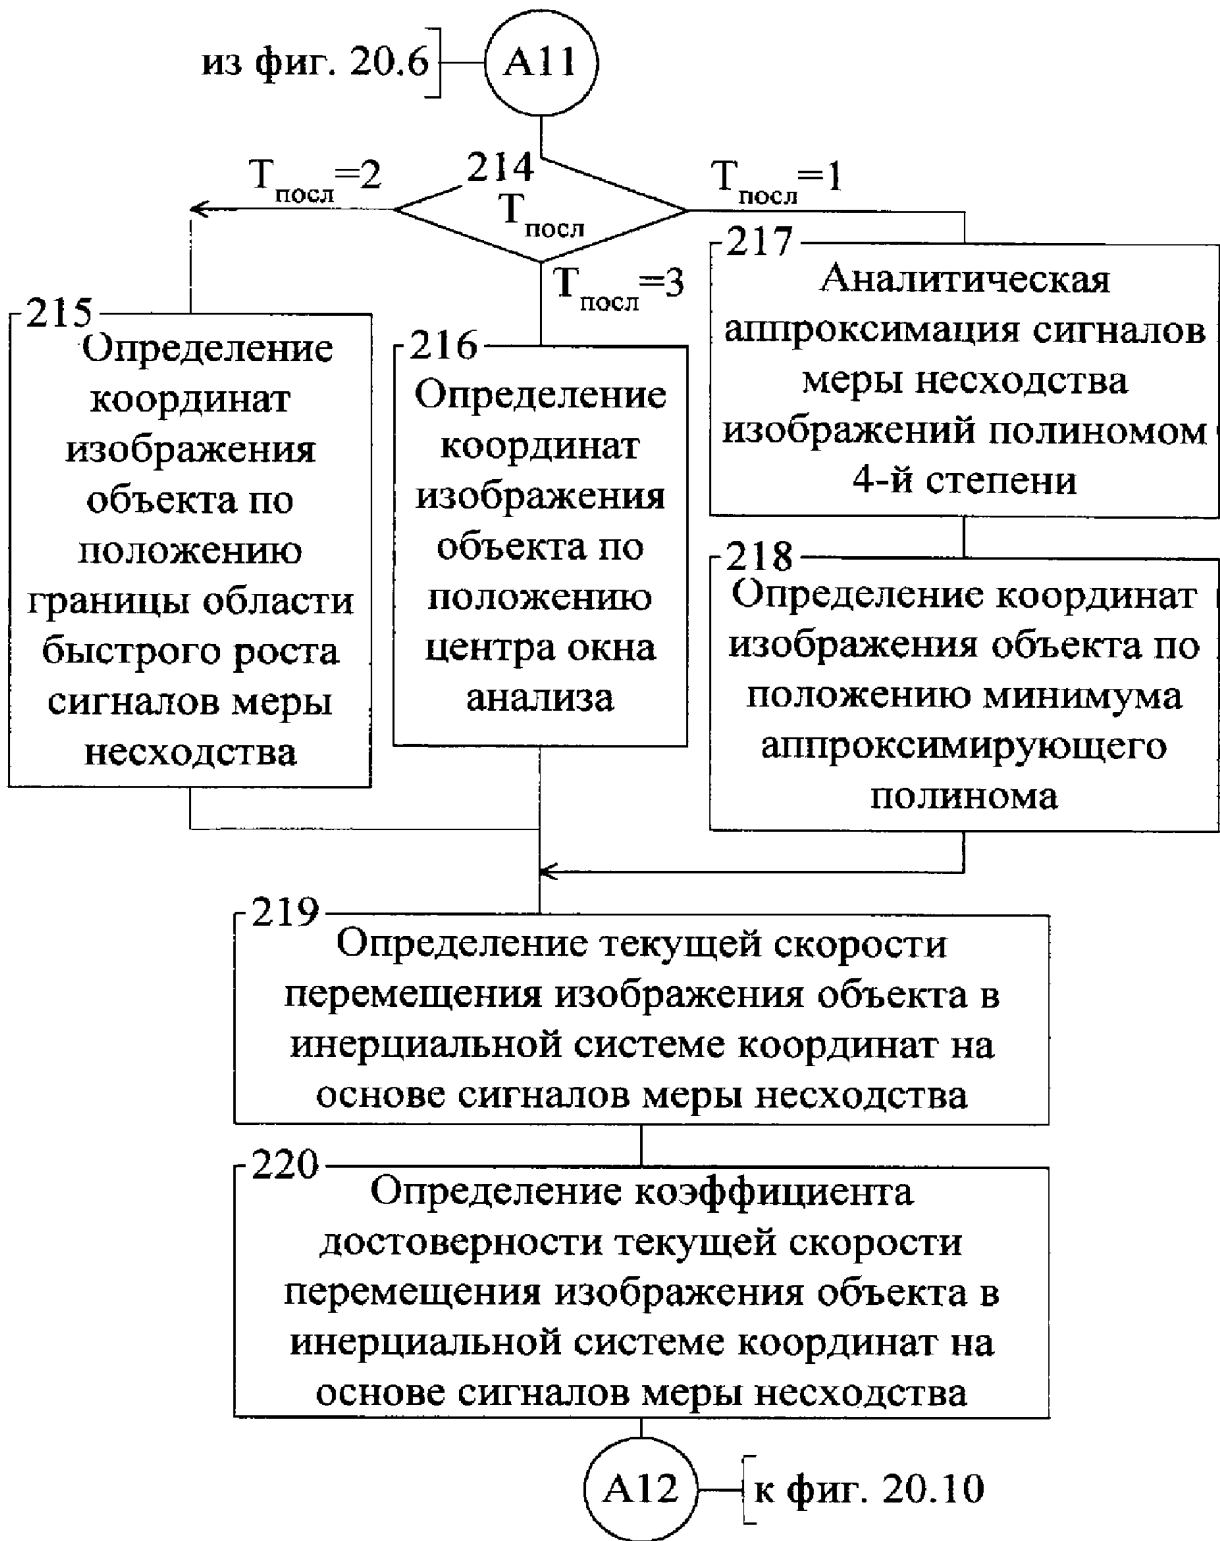 из фиг. 20.6
A11
214
Tпосл
Tпосл=2
Tпосл=1
Tпосл=3
215
Определение
координат
изображения
объекта по
положению
границы области
быстрого роста
сигналов меры
несходства
216
Определение
координат
изображения
объекта по
положению
центра окна
анализа
217
Аналитическая
аппроксимация сигналов
меры несходства
изображений полиномом
4-й степени
218
Определение координат
изображения объекта по
положению минимума
аппроксимирующего
полинома
219
Определение текущей скорости
перемещения изображения объекта в
инерциальной системе координат на
основе сигналов меры несходства
220
Определение коэффициента
достоверности текущей скорости
перемещения изображения объекта в
инерциальной системе координат на
основе сигналов меры несходства
A12
к фиг. 20.10